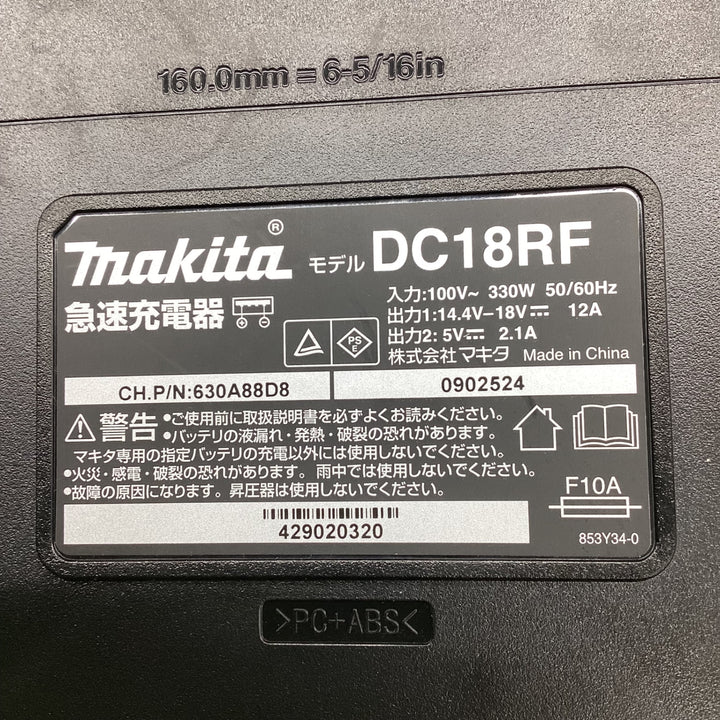 160.0mm = 6-5/16in
makita® モデル DC18RF
急速充電器
入力:100V~ 330W 50/60Hz
出力1:14.4V-18V⎓ 12A
出力2:5V⎓ 2.1A
株式会社マキタ Made in China
PS
E
CH.P/N:630A88D8
0902524
警告 •ご使用前に取扱説明書を必ずよくお読みください。
•バッテリの液漏れ・発熱・破裂の恐れがあります。
マキタ専用の指定バッテリの充電以外には使用しないでください。
•火災・感電・破裂の恐れがあります。雨中では使用しないでください。
•故障の原因になります。昇圧器は使用しないでください。
F10A
429020320
853Y34-0
>PC+ABS<